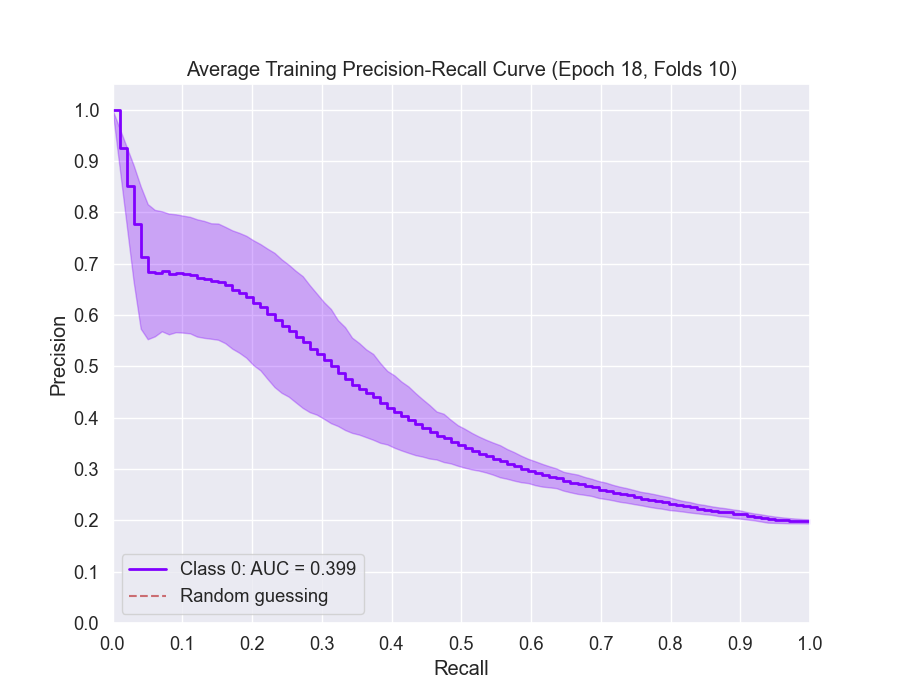 Average Training Precision-Recall Curve (Epoch 18, Folds 10)
Precision
1.0
0.9
0.8
0.7
0.6
0.5
0.4
0.3
0.2
0.1
0.0
Class 0: AUC = 0.399
Random guessing
0.0 0.1 0.2 0.3 0.4 0.5 0.6 0.7 0.8 0.9 1.0
Recall